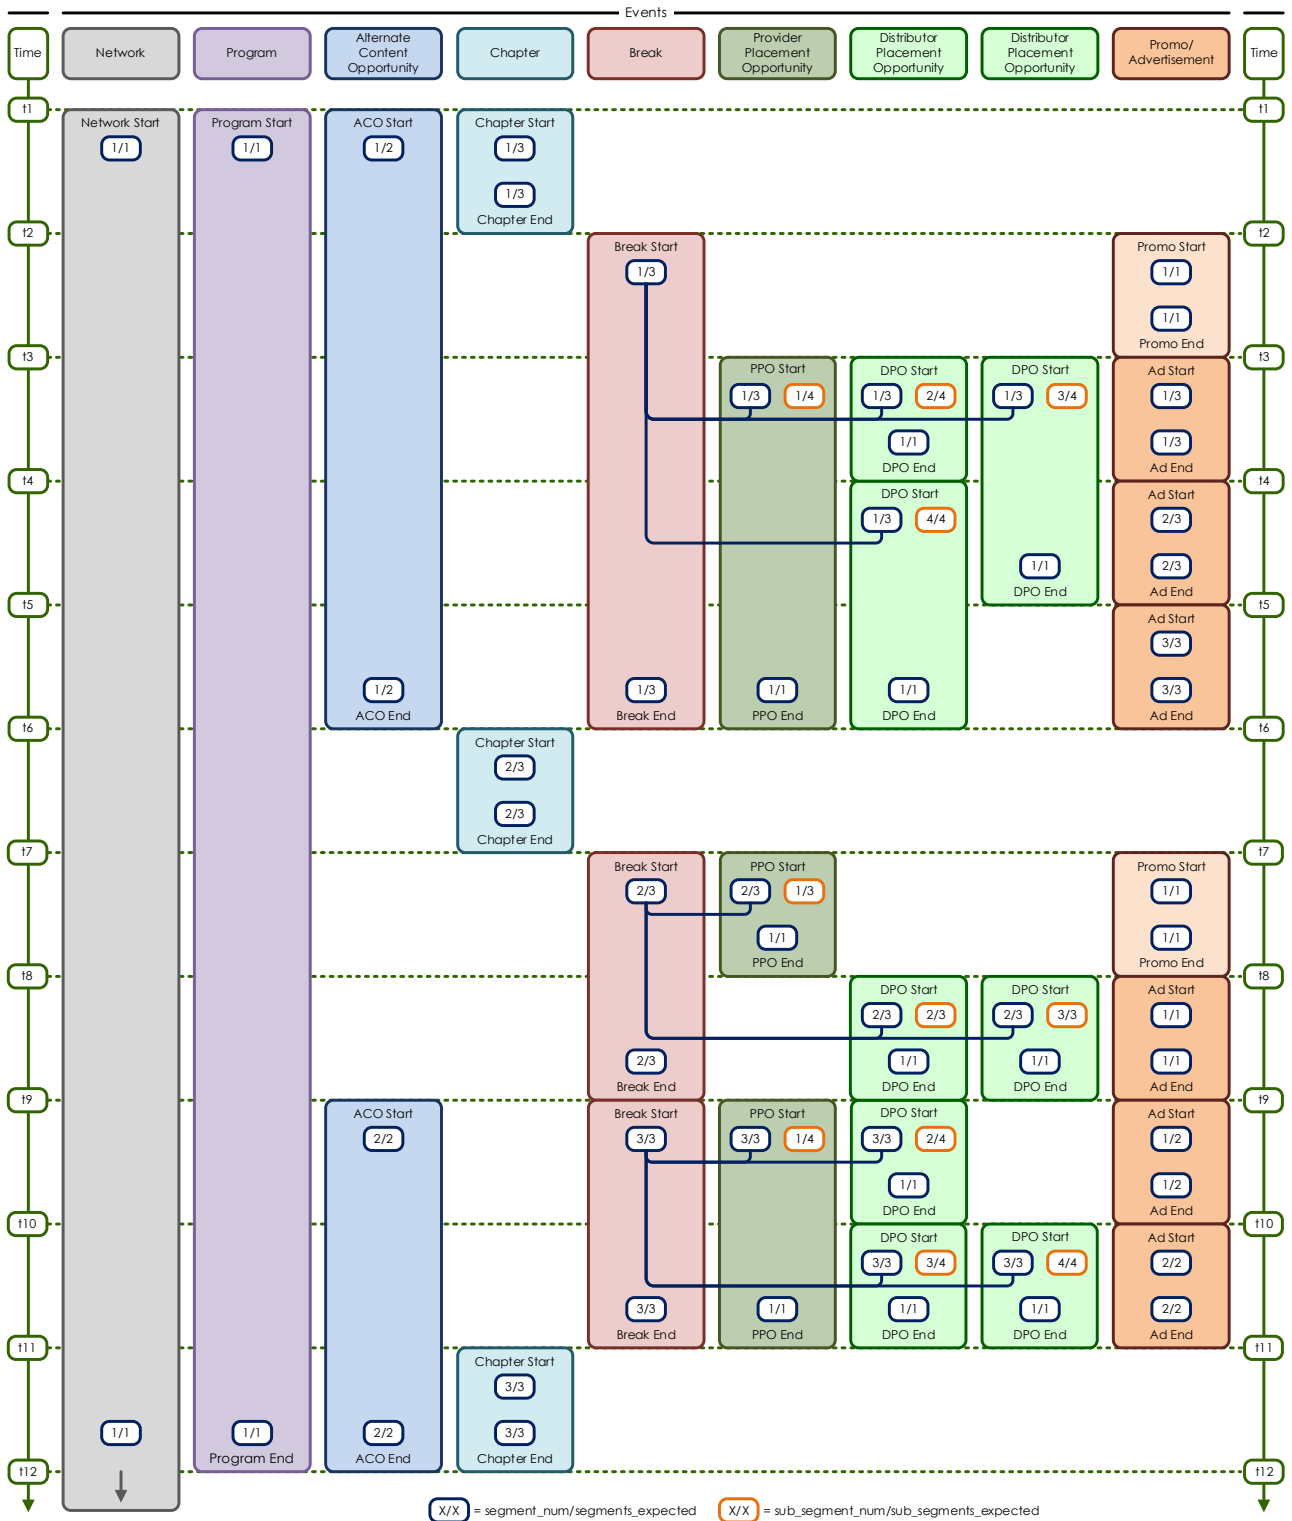 Events
Time
Network
Program
Alternate
Content
Opportunity
Chapter
Break
Provider
Placement
Opportunity
Distributor
Placement
Opportunity
Distributor
Placement
Opportunity
Promo/
Advertisement
Time
t1
t1
Network Start
Program Start
ACO Start
Chapter Start
1/1
1/1
1/2
1/3
1/3
Chapter End
t2
t2
Break Start
Promo Start
1/3
1/1
1/1
Promo End
t3
t3
PPO Start
DPO Start
DPO Start
Ad Start
1/3 1/4
1/3 2/4
1/3 3/4
1/3
1/1
1/3
DPO End
Ad End
t4
t4
DPO Start
Ad Start
1/3 4/4
2/3
1/1
2/3
DPO End
Ad End
t5
t5
Ad Start
3/3
1/2
1/3
1/1
1/1
3/3
ACO End
Break End
PPO End
DPO End
Ad End
t6
t6
Chapter Start
2/3
2/3
Chapter End
t7
t7
Break Start
PPO Start
Promo Start
2/3
2/3 1/3
1/1
1/1
1/1
PPO End
Promo End
t8
t8
DPO Start
DPO Start
Ad Start
2/3 2/3
2/3 3/3
1/1
2/3
1/1
1/1
1/1
Break End
DPO End
DPO End
Ad End
t9
t9
ACO Start
Break Start
PPO Start
DPO Start
Ad Start
2/2
3/3
3/3 1/4
3/3 2/4
1/2
1/1
1/2
DPO End
Ad End
t10
t10
DPO Start
DPO Start
Ad Start
3/3 3/4
3/3 4/4
2/2
3/3
1/1
1/1
1/1
2/2
Break End
PPO End
DPO End
DPO End
Ad End
t11
t11
Chapter Start
3/3
1/1
1/1
2/2
3/3
Program End
ACO End
Chapter End
t12
t12
X/X = segment_num/segments_expected
X/X = sub_segment_num/sub_segments_expected